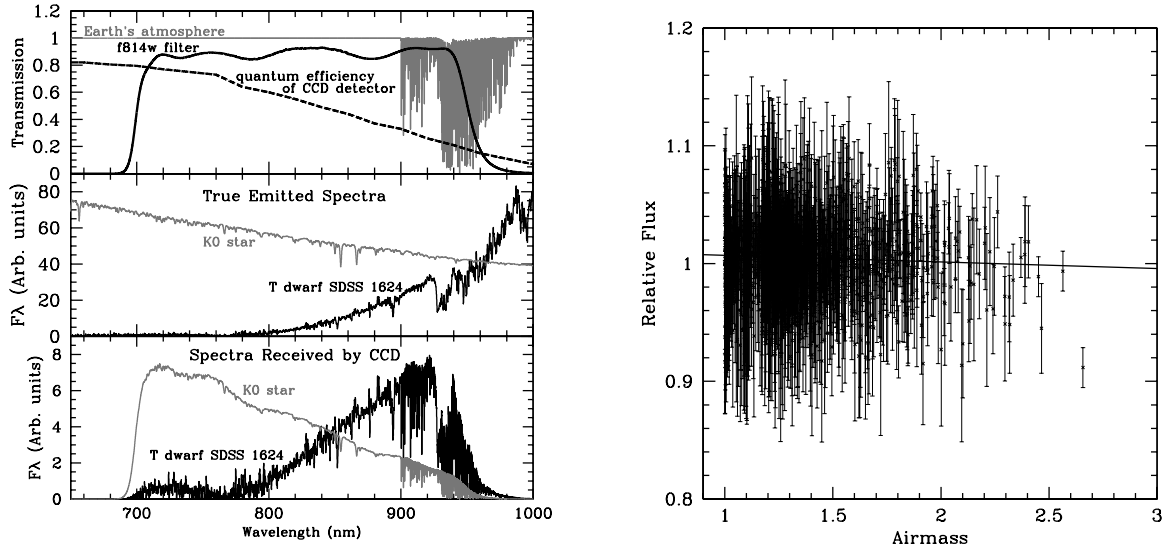 1.2
1
0.8
0.6
0.4
0.2
0
Transmission
Earth's atmosphere
f814w filter
quantum efficiency
of CCD detector
80
60
40
20
0
Fλ (Arb. units)
True Emitted Spectra
K0 star
T dwarf SDSS 1624
8
6
4
2
0
Fλ (Arb. units)
Spectra Received by CCD
K0 star
T dwarf SDSS 1624
700
800
900
1000
Wavelength (nm)
1.2
1.1
1
0.9
0.8
Relative Flux
1
1.5
2
2.5
3
Airmass